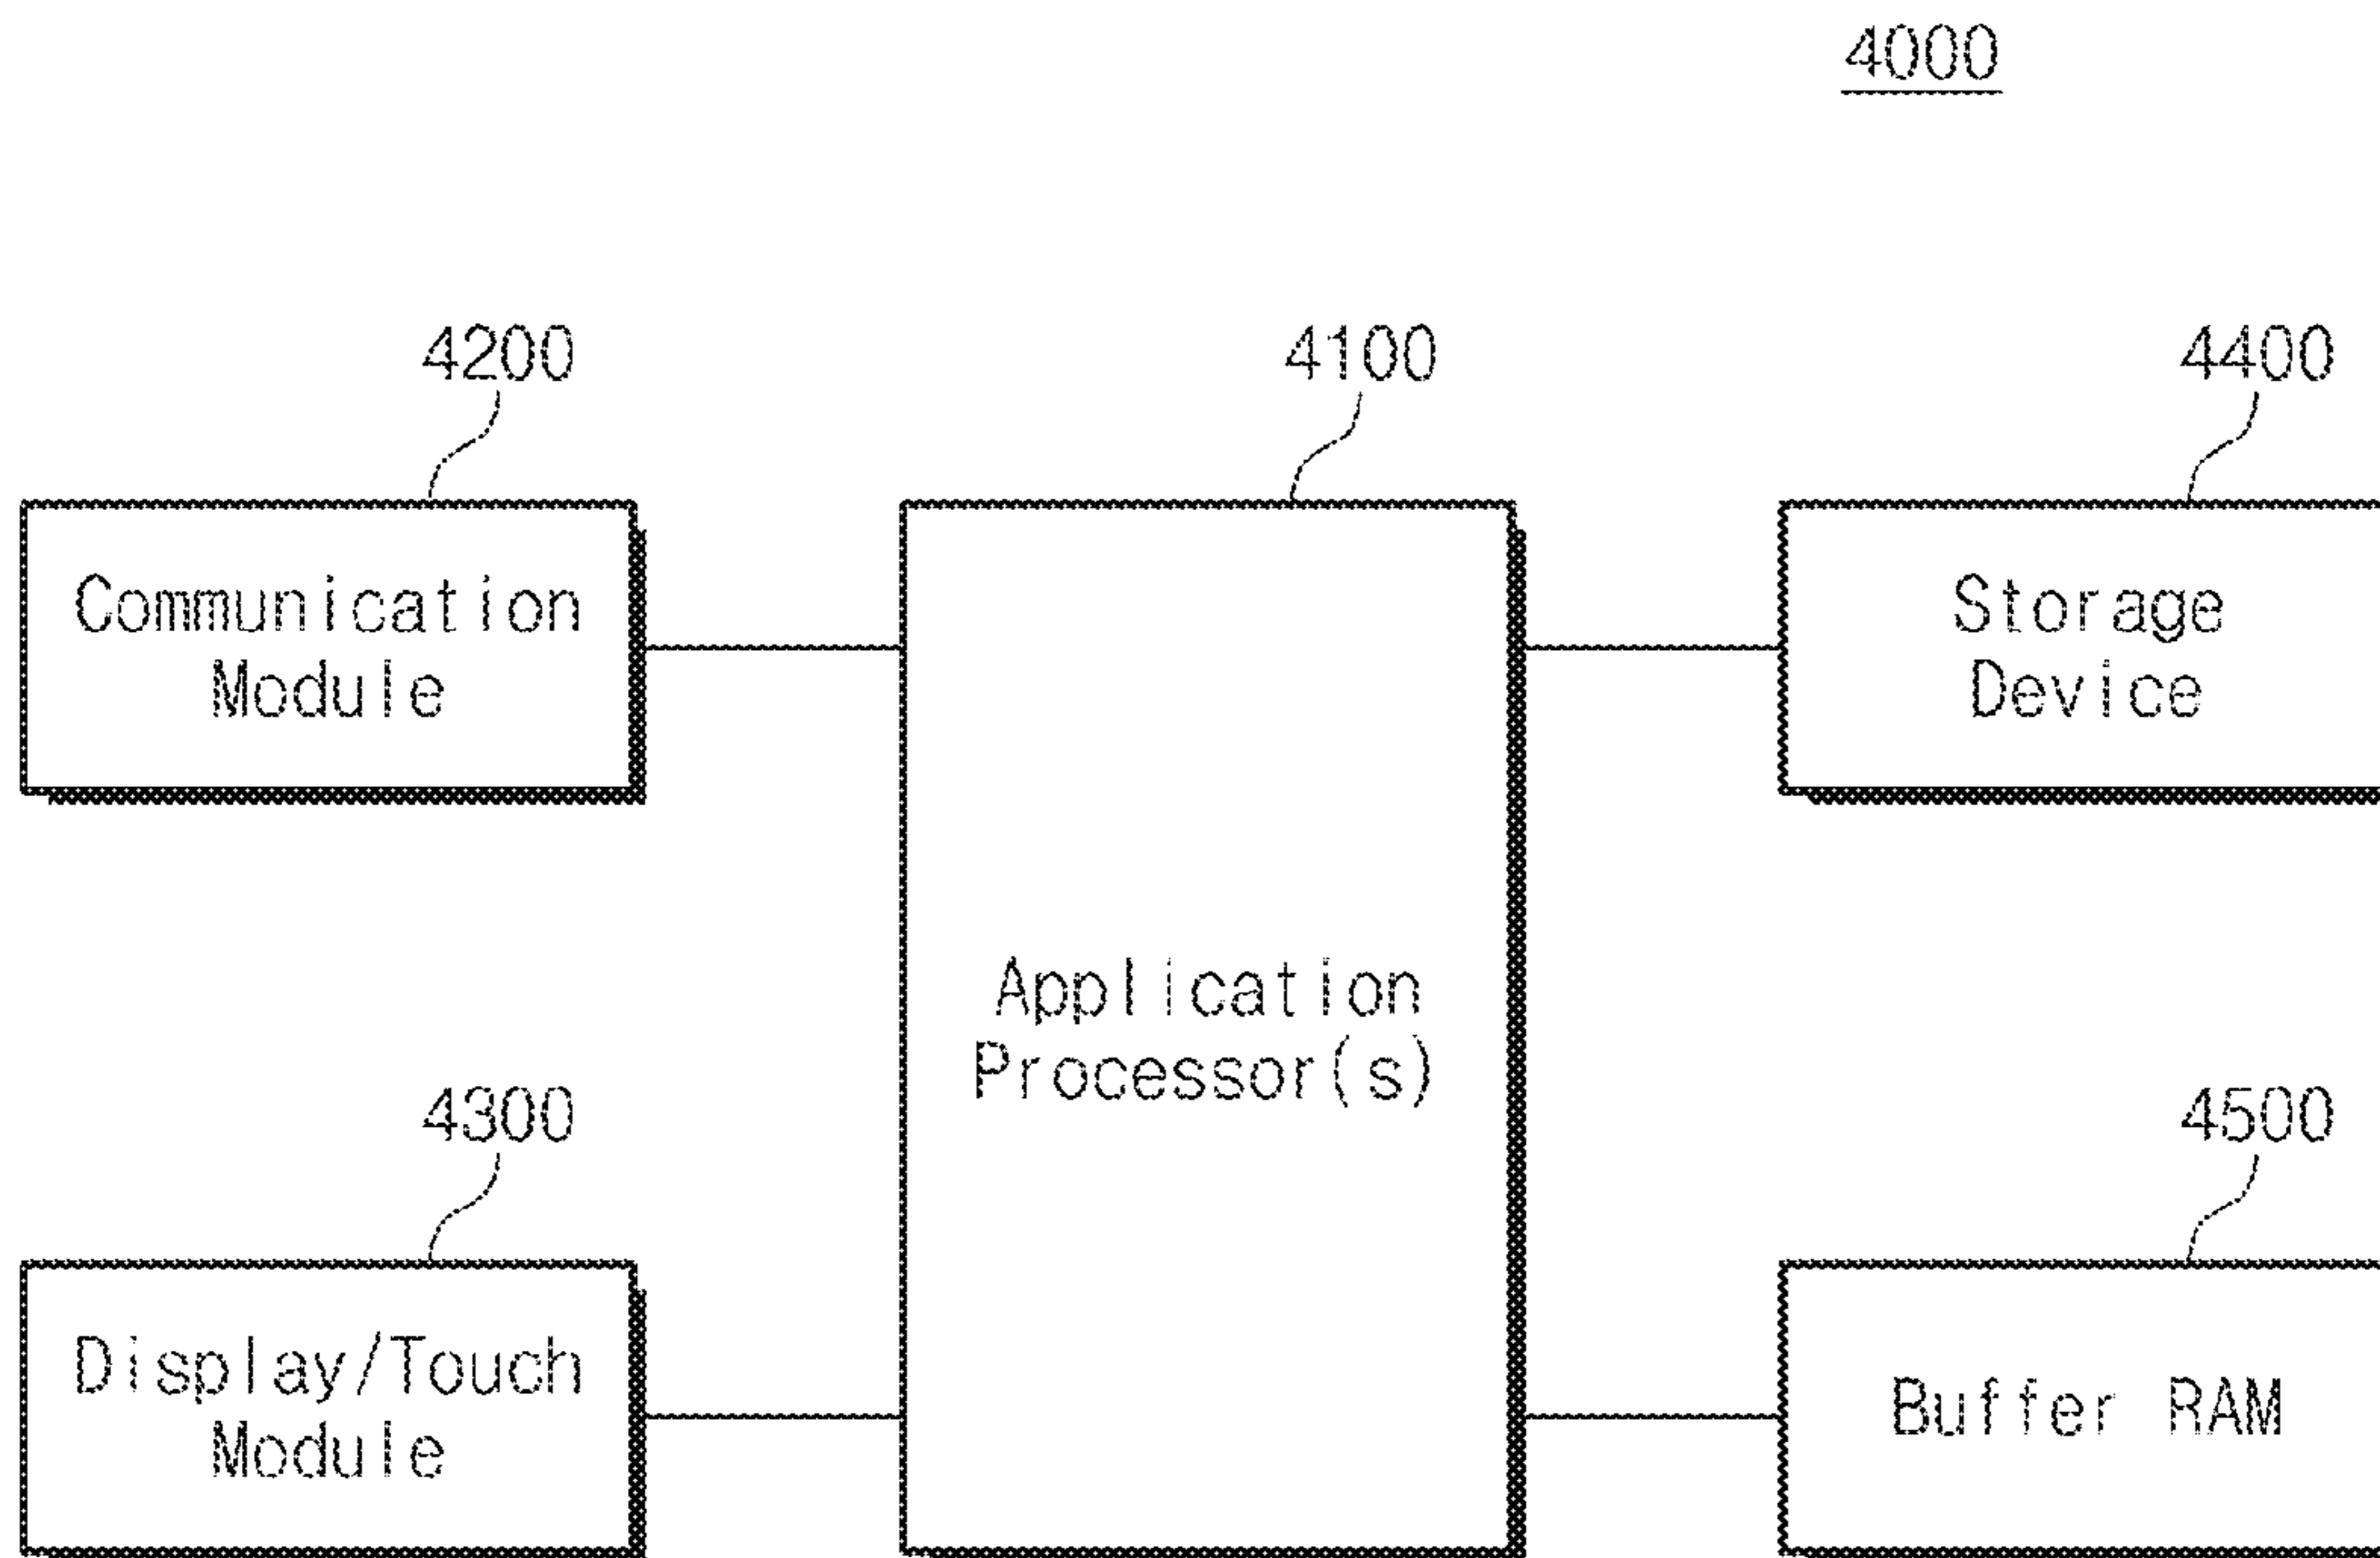 4000
4200
4100
4400
Communication
Module
Storage
Device
Application
Processor(s)
4300
4500
Display/Touch
Module
Buffer RAM